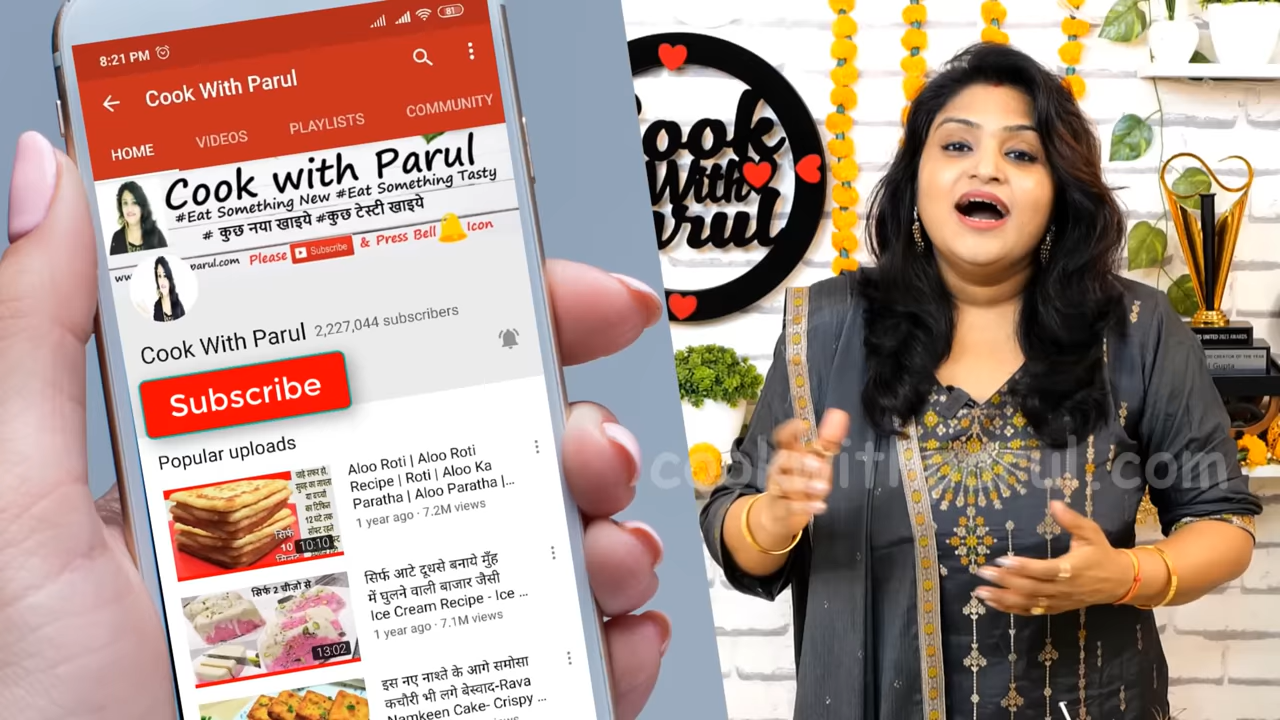 8:21 PM
81
Cook With Parul
HOME VIDEOS PLAYLISTS COMMUNITY
Cook with Parul
#Eat Something New #Eat Something Tasty
# कुछ नया खाइये #कुछ टेस्टी खाइये
Please Subscribe & Press Bell Icon
parul.com
Cook With Parul 2,227,044 subscribers
Subscribe
Popular uploads
Aloo Roti | Aloo Roti
Recipe | Roti | Aloo Ka
Paratha | Aloo Paratha |...
1 year ago · 7.2M views
सिर्फ
10
10:10
सिर्फ आटे दूधसे बनाये मुँह
में घुलने वाली बाजार जैसी
Ice Cream Recipe - Ice ...
1 year ago · 7.1M views
सिर्फ 2 चीज़ों से
13:02
इस नए नाश्ते के आगे समोसा
कचौरी भी लगे बेस्वाद-Rava
Namkeen Cake- Crispy ...
Cook
With
Parul
cookwithparul.com